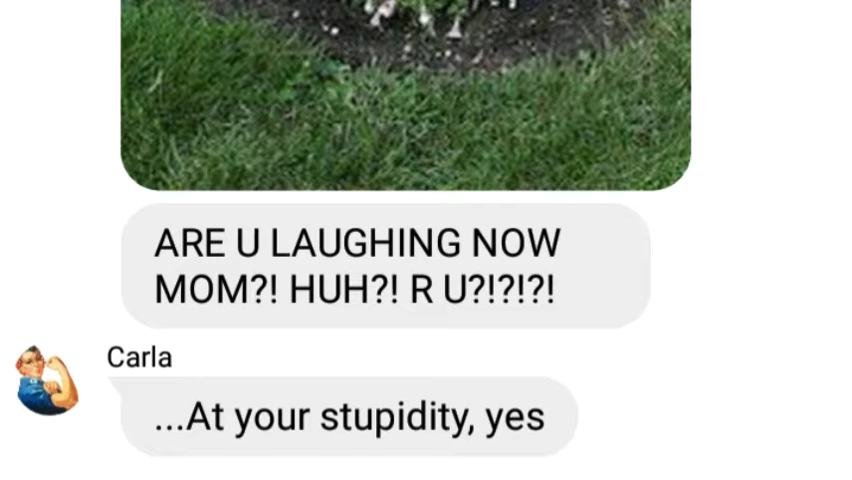 ARE U LAUGHING NOW
MOM?! HUH?! R U?!?!?!
Carla
...At your stupidity, yes